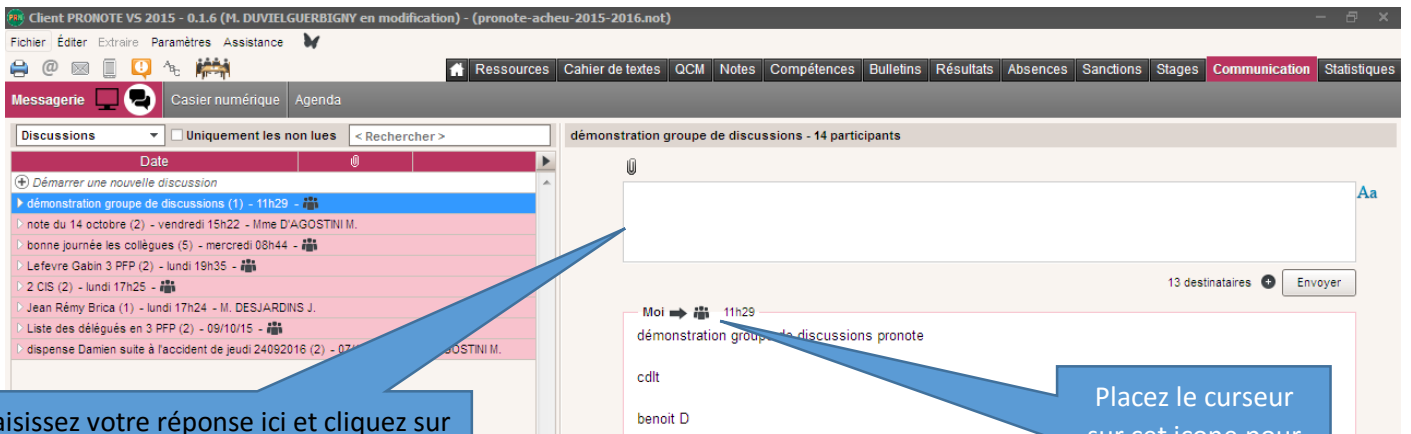 Client PRONOTE VS 2015 - 0.1.6 (M. DUVIELGUERBIGNY en modification) - (pronote-acheu-2015-2016.not)
Fichier Éditer Extraire Paramètres Assistance
Ressources Cahier de textes QCM Notes Compétences Bulletins Résultats Absences Sanctions Stages Communication Statistiques
Messagerie Casier numérique Agenda
Discussions Uniquement les non lues < Rechercher >
démonstration groupe de discussions - 14 participants
Date
Démarrer une nouvelle discussion
démonstration groupe de discussions (1) - 11h29 -
note du 14 octobre (2) - vendredi 15h22 - Mme D'AGOSTINI M.
bonne journée les collègues (5) - mercredi 08h44 -
Lefevre Gabin 3 PFP (2) - lundi 19h35 -
2 CIS (2) - lundi 17h25 -
Jean Rémy Brica (1) - lundi 17h24 - M. DESJARDINS J.
Liste des délégués en 3 PFP (2) - 09/10/15 -
dispense Damien suite à l'accident de jeudi 24092016 (2) -
Aa
13 destinataires Envoyer
Moi 11h29
démonstration groupe de discussions pronote
cdlt
benoit D
aisissez votre réponse ici et cliquez sur
Placez le curseur
sur cet icone pour